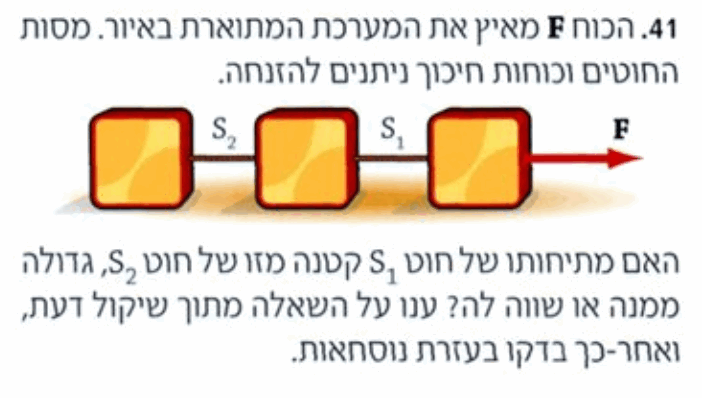 41. הכוח F מאיץ את המערכת המתוארת באיור. מסות
החוטים וכוחות חיכוך ניתנים להזנחה.
S2 S1 F
האם מתיחותו של חוט S1 קטנה מזו של חוט S2, גדולה
ממנה או שווה לה? ענו על השאלה מתוך שיקול דעת,
ואחר-כך בדקו בעזרת נוסחאות.